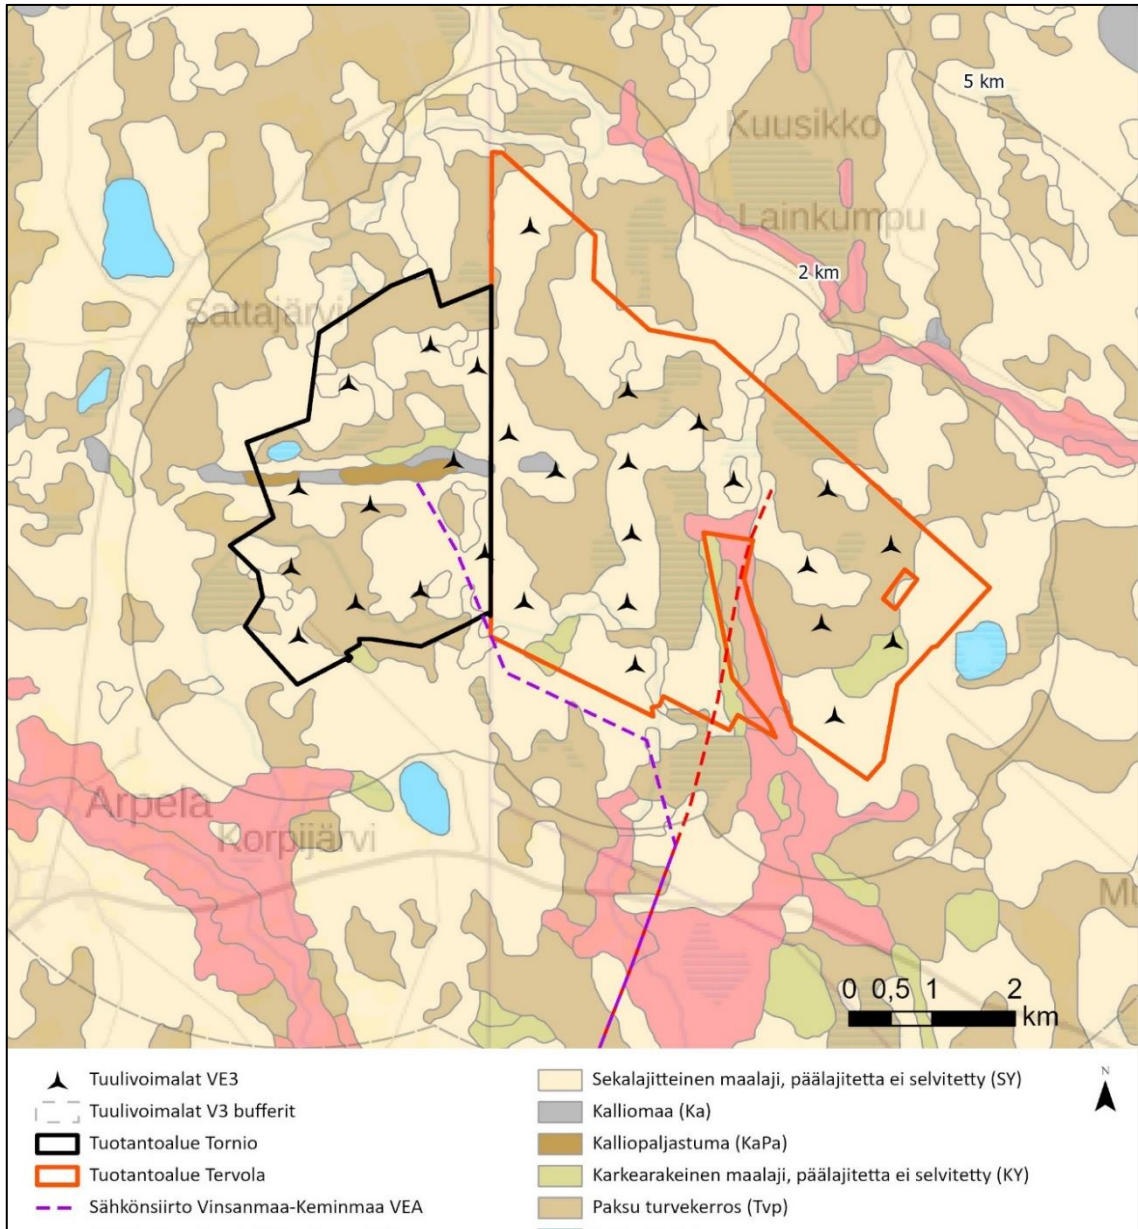 5 km
Kuusikko
Lainkumpu
2 km
Sattajärvi
Arpela
Korpijärvi
0 0,5 1 2
km
N
Tuulivoimalat VE3
Tuulivoimalat V3 bufferit
Tuotantoalue Tornio
Tuotantoalue Tervola
Sähkönsiirto Vinsanmaa-Keminmaa VEA
Sekalajitteinen maalaji, päälajitetta ei selvitetty (SY)
Kalliomaa (Ka)
Kalliopaljastuma (KaPa)
Karkearakeinen maalaji, päälajitetta ei selvitetty (KY)
Paksu turvekerros (Tvp)